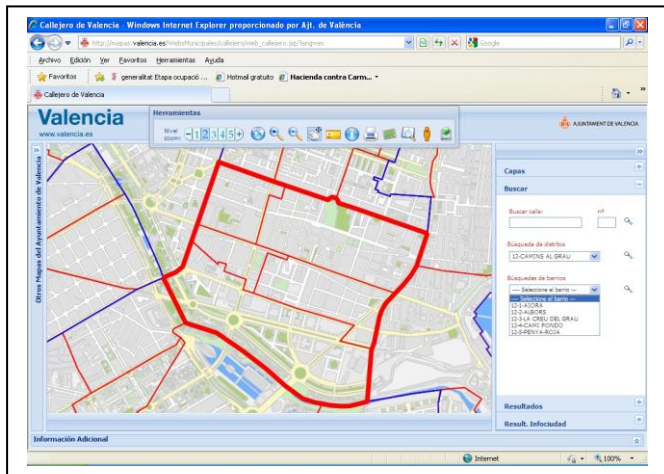 Callejero de Valencia - Windows Internet Explorer proporcionado por Ajt. de València
http://mapas.valencia.es/WebsMunicipales/callejero/web_callejero.jsp?lang=es
Google
Archivo Edición Ver Favoritos Herramientas Ayuda
Favoritos generalitat Etapa ocupació ... Hotmail gratuito Hacienda contra Carm...
Callejero de Valencia
Valencia
www.valencia.es
Herramientas
Nivel zoom: 1 2 3 4 5
AJUNTAMENT DE VALENCIA
Otros Mapas del Ayuntamiento de Valencia
Capas
Buscar
Buscar calle: nº
Búsqueda de distritos
12-CAMINS AL GRAU
Búsquedas de barrios
--- Seleccione el barrio ---
--- Seleccione el barrio ---
12-1-AIORA
12-2-ALBORS
12-3-LA CREU DEL GRAU
12-4-CAMI FONDO
12-5-PENYA-ROJA
Resultados
Result. Infociudad
Información Adicional
Internet 100%